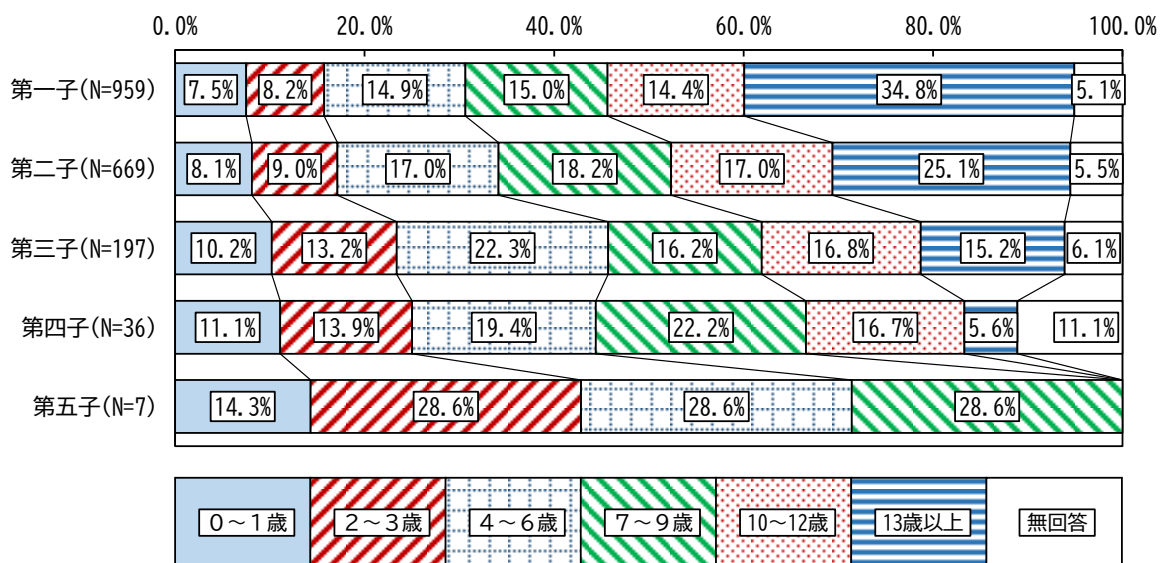 0.0% 20.0% 40.0% 60.0% 80.0% 100.0%
第一子(N=959) 7.5% 8.2% 14.9% 15.0% 14.4% 34.8% 5.1%
第二子(N=669) 8.1% 9.0% 17.0% 18.2% 17.0% 25.1% 5.5%
第三子(N=197) 10.2% 13.2% 22.3% 16.2% 16.8% 15.2% 6.1%
第四子(N=36) 11.1% 13.9% 19.4% 22.2% 16.7% 5.6% 11.1%
第五子(N=7) 14.3% 28.6% 28.6% 28.6%
０～１歳 ２～３歳 ４～６歳 ７～９歳 10～12歳 13歳以上 無回答